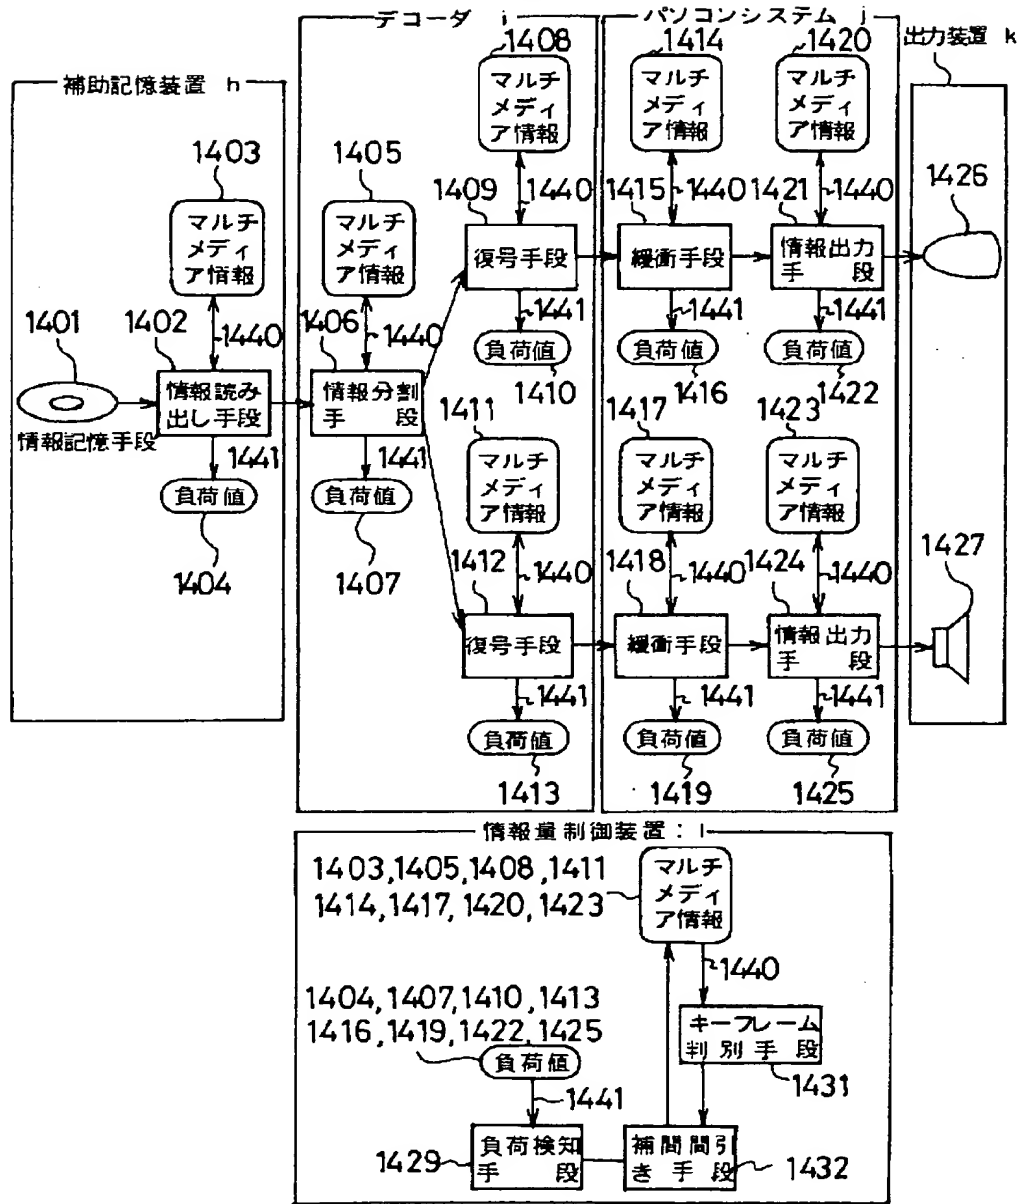 デコーダ i
パソコンシステム j
出力装置 k
補助記憶装置 h
1408
マルチ
メディ
ア情報
1414
マルチ
メディ
ア情報
1420
マルチ
メディ
ア情報
1403
マルチ
メディ
ア情報
1405
マルチ
メディ
ア情報
1409
1440
1415
1440
1421
1440
1426
復号手段
緩衝手段
情報出力
手段
1401
1402
1440
1406
1440
1441
1441
1441
情報記憶手段
情報読み
出し手段
情報分割
手段
負荷値
1410
負荷値
1416
負荷値
1422
1441
負荷値
1404
1441
負荷値
1407
1411
マルチ
メディ
ア情報
1417
マルチ
メディ
ア情報
1423
マルチ
メディ
ア情報
1412
1440
1418
1440
1424
1440
1427
復号手段
緩衝手段
情報出力
手段
1441
1441
1441
負荷値
1413
負荷値
1419
負荷値
1425
情報量制御装置:l
1403,1405,1408,1411
1414,1417,1420,1423
マルチ
メディ
ア情報
1440
1404,1407,1410,1413
1416,1419,1422,1425
負荷値
キーフレーム
判別手段
1431
1441
1429
負荷検知
手段
補間間引
き手段
1432